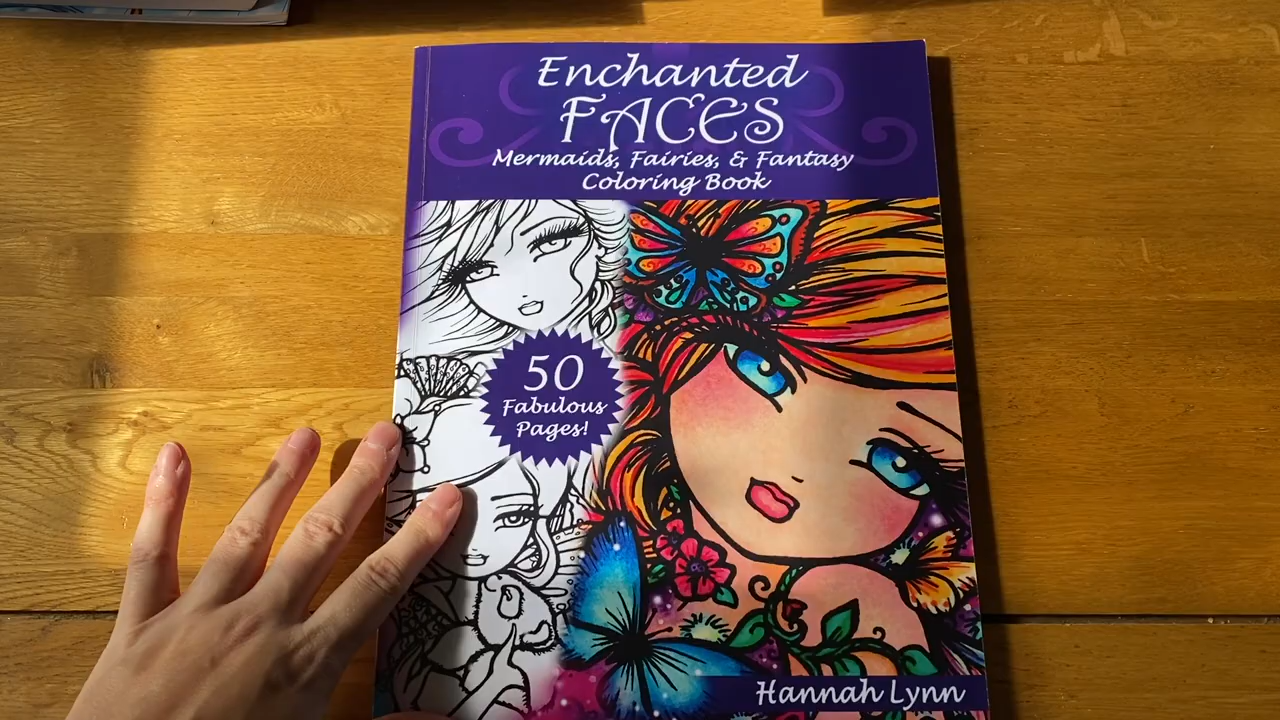 Enchanted
FACES
Mermaids, Fairies, & Fantasy
Coloring Book
50
Fabulous
Pages!
Hannah Lynn